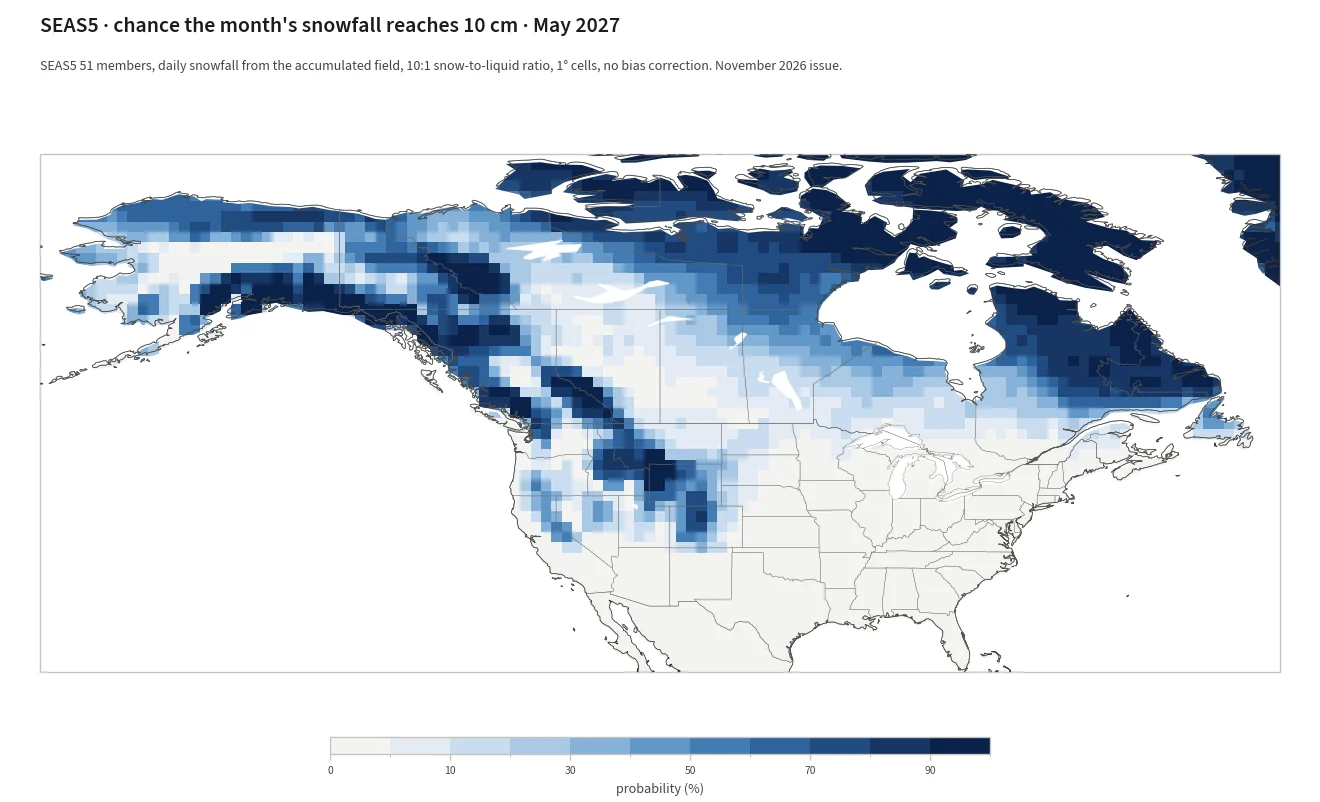 SEAS5 · chance the month's snowfall reaches 10 cm · May 2027
SEAS5 51 members, daily snowfall from the accumulated field, 10:1 snow-to-liquid ratio, 1° cells, no bias correction. November 2026 issue.
0 10 30 50 70 90
probability (%)